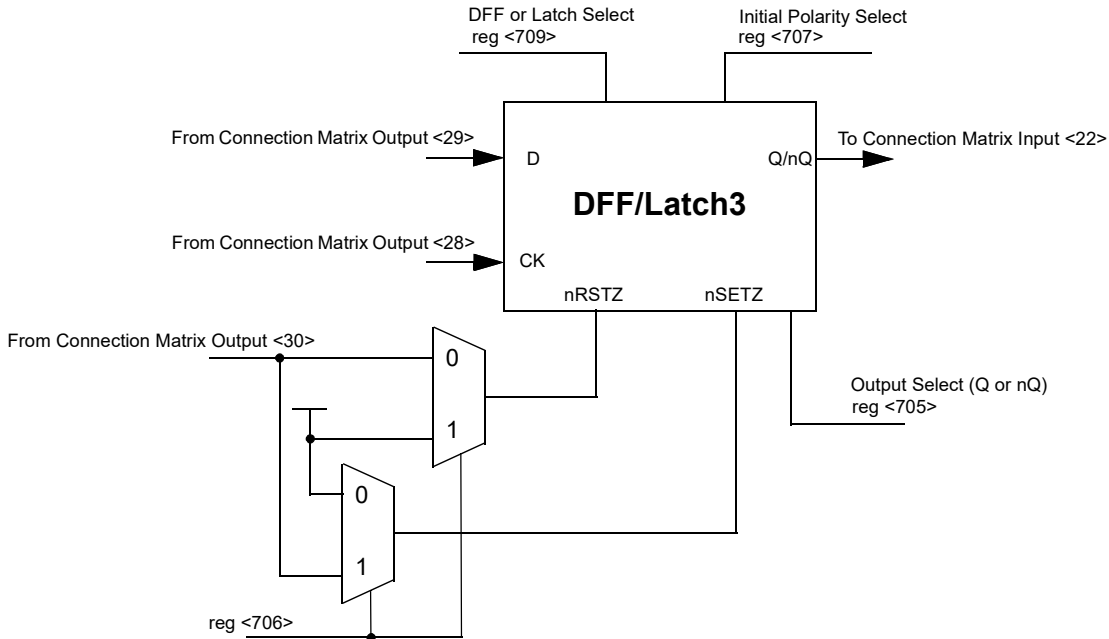 DFF or Latch Select
reg <709>
Initial Polarity Select
reg <707>
From Connection Matrix Output <29>
D
Q/nQ
To Connection Matrix Input <22>
DFF/Latch3
From Connection Matrix Output <28>
CK
nRSTZ
nSETZ
From Connection Matrix Output <30>
0
1
Output Select (Q or nQ)
reg <705>
0
1
reg <706>